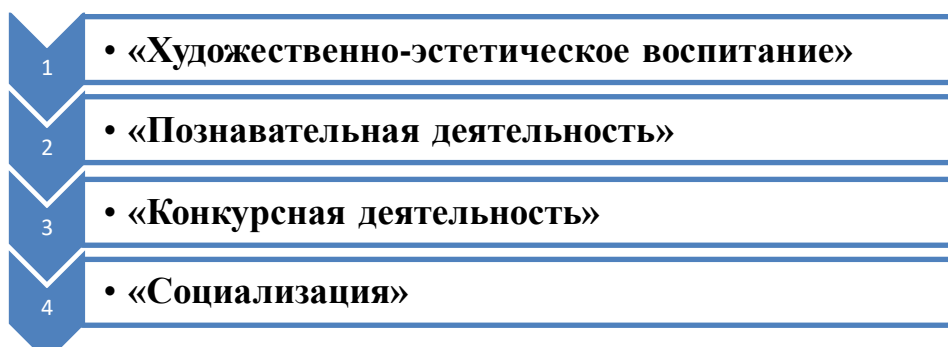 1
• «Художественно-эстетическое воспитание»
2
• «Познавательная деятельность»
3
• «Конкурсная деятельность»
4
• «Социализация»